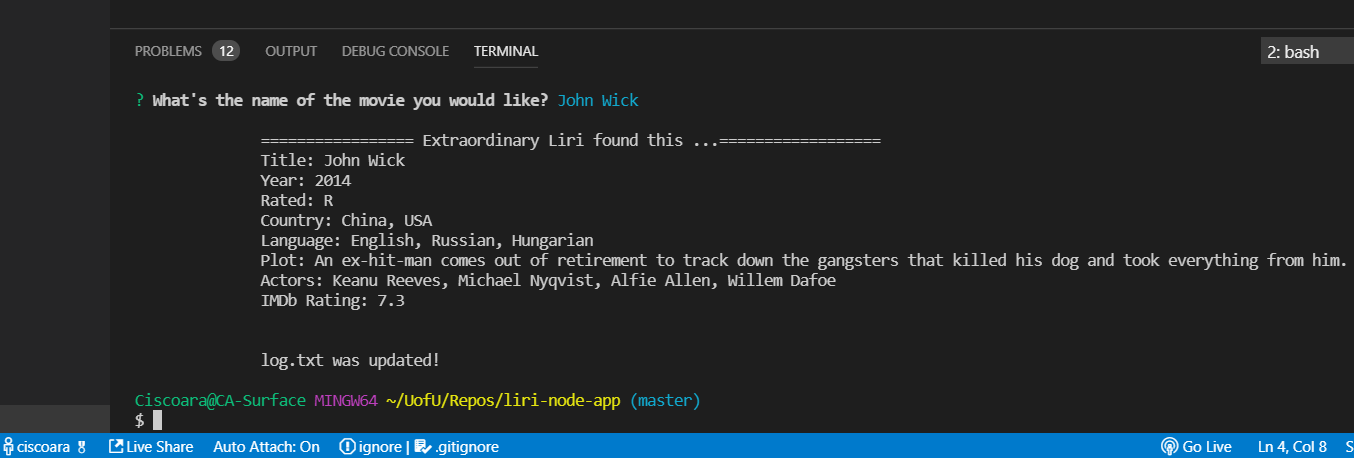 PROBLEMS 12 OUTPUT DEBUG CONSOLE TERMINAL 2: bash
? What's the name of the movie you would like? John Wick
================= Extraordinary Liri found this ...==================
Title: John Wick
Year: 2014
Rated: R
Country: China, USA
Language: English, Russian, Hungarian
Plot: An ex-hit-man comes out of retirement to track down the gangsters that killed his dog and took everything from him.
Actors: Keanu Reeves, Michael Nyqvist, Alfie Allen, Willem Dafoe
IMDb Rating: 7.3
log.txt was updated!
Ciscoara@CA-Surface MINGW64 ~/UofU/Repos/liri-node-app (master)
$
ciscoara Live Share Auto Attach: On ignore | .gitignore Go Live Ln 4, Col 8 S